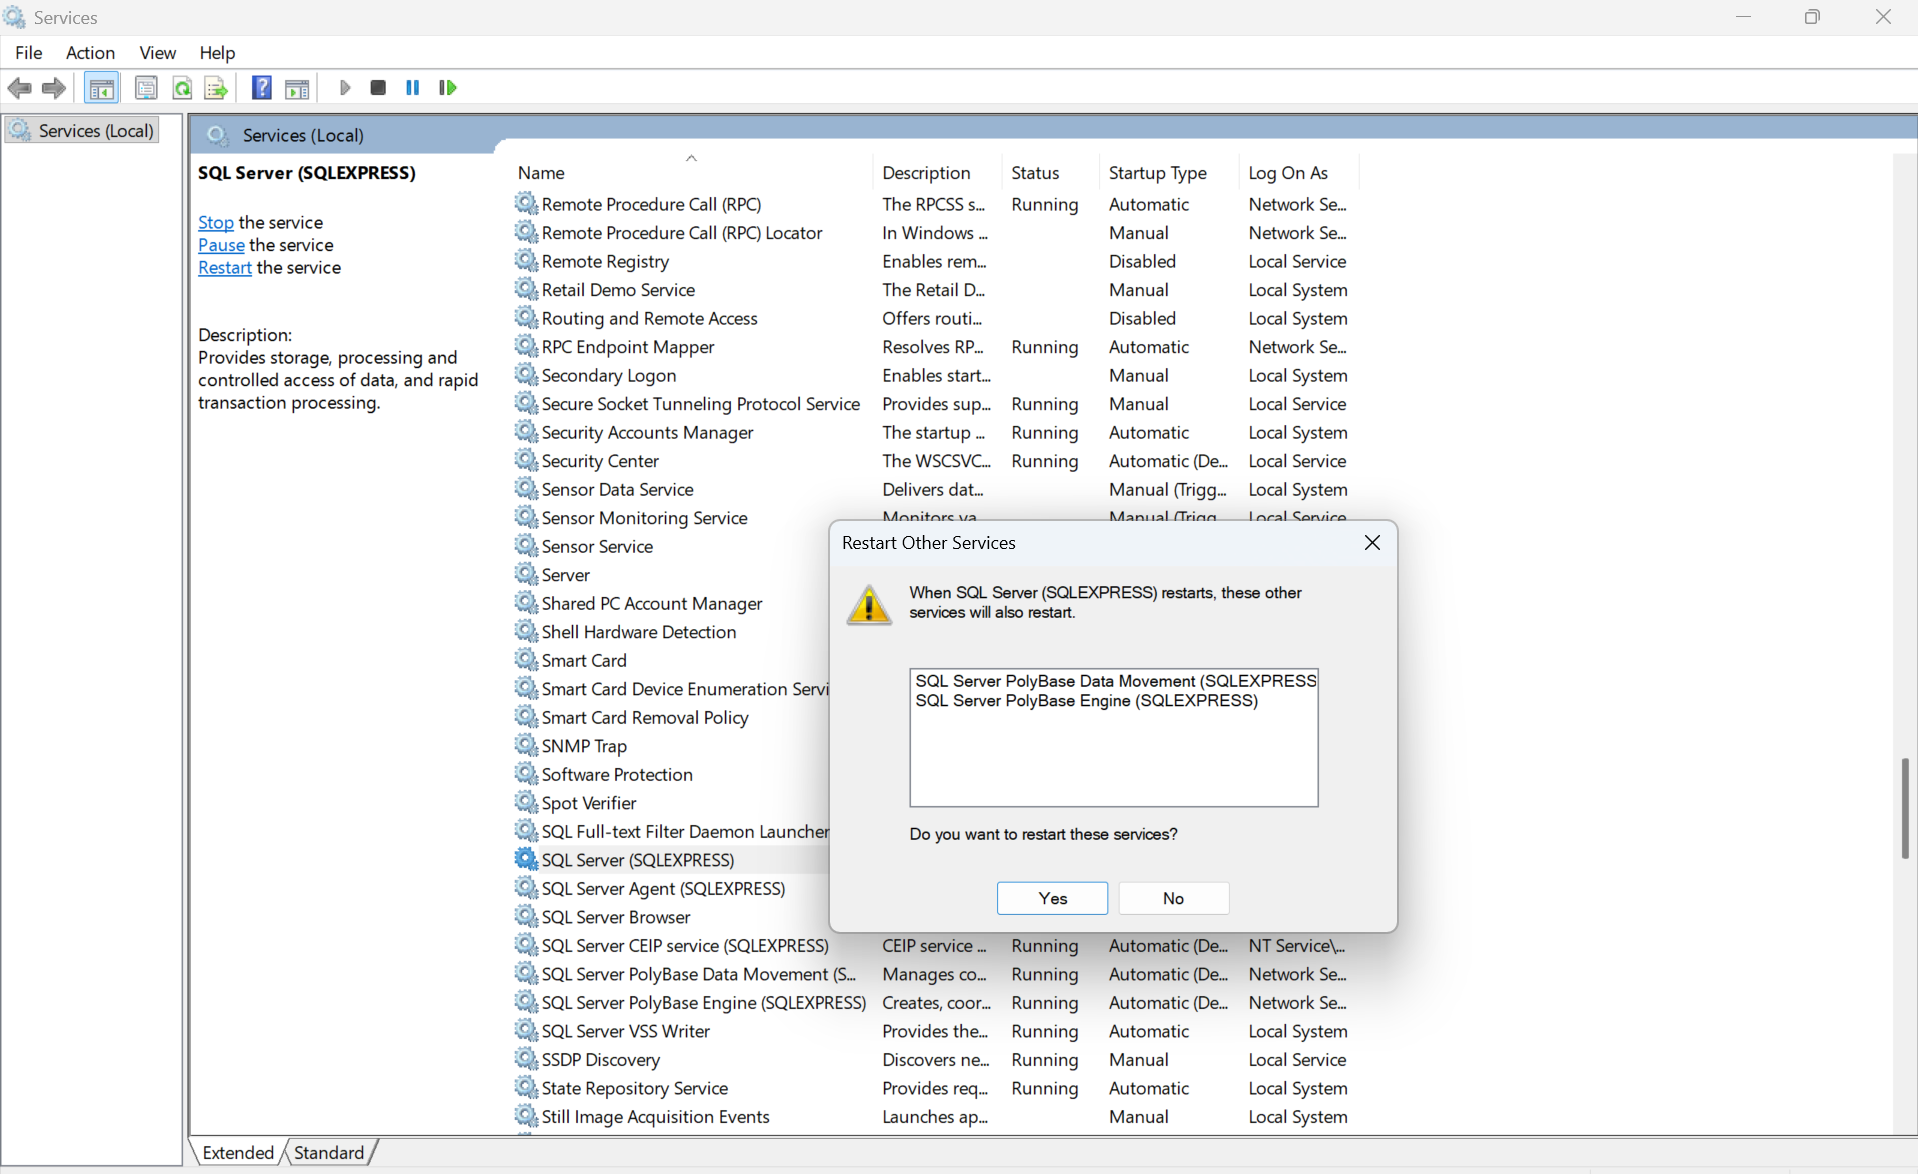 Services
File Action View Help
Services (Local)
Services (Local)
SQL Server (SQLEXPRESS)
Stop the service
Pause the service
Restart the service
Description:
Provides storage, processing and
controlled access of data, and rapid
transaction processing.
Name Description Status Startup Type Log On As
Remote Procedure Call (RPC) The RPCSS s... Running Automatic Network Se...
Remote Procedure Call (RPC) Locator In Windows ... Manual Network Se...
Remote Registry Enables rem... Disabled Local Service
Retail Demo Service The Retail D... Manual Local System
Routing and Remote Access Offers routi... Disabled Local System
RPC Endpoint Mapper Resolves RP... Running Automatic Network Se...
Secondary Logon Enables start... Manual Local System
Secure Socket Tunneling Protocol Service Provides sup... Running Manual Local Service
Security Accounts Manager The startup ... Running Automatic Local System
Security Center The WSCSVC... Running Automatic (De... Local Service
Sensor Data Service Delivers dat... Manual (Trigg... Local System
Sensor Monitoring Service Monitors va Manual (Trigg Local Service
Sensor Service
Server
Shared PC Account Manager
Shell Hardware Detection
Smart Card
Smart Card Device Enumeration Servi
Smart Card Removal Policy
SNMP Trap
Software Protection
Spot Verifier
SQL Full-text Filter Daemon Launcher
SQL Server (SQLEXPRESS)
SQL Server Agent (SQLEXPRESS)
SQL Server Browser
SQL Server CEIP service (SQLEXPRESS) CEIP service ... Running Automatic (De... NT Service\...
SQL Server PolyBase Data Movement (S... Manages co... Running Automatic (De... Network Se...
SQL Server PolyBase Engine (SQLEXPRESS) Creates, coor... Running Automatic (De... Network Se...
SQL Server VSS Writer Provides the... Running Automatic Local System
SSDP Discovery Discovers ne... Running Manual Local Service
State Repository Service Provides req... Running Automatic Local System
Still Image Acquisition Events Launches ap... Manual Local System
Restart Other Services
When SQL Server (SQLEXPRESS) restarts, these other
services will also restart.
SQL Server PolyBase Data Movement (SQLEXPRESS
SQL Server PolyBase Engine (SQLEXPRESS)
Do you want to restart these services?
Yes No
Extended Standard